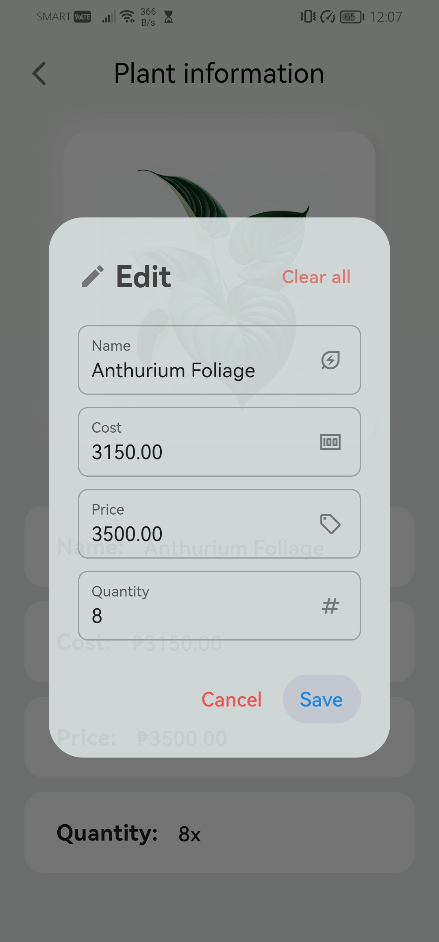 SMART VoLTE 366 B/s 65 12:07
Plant information
Edit
Clear all
Name
Anthurium Foliage
Cost
3150.00
100
Price
3500.00
Name: Anthurium Foliage
Quantity
#
8
Cost: ₱3150.00
Cancel
Save
Price: ₱3500.00
Quantity: 8x